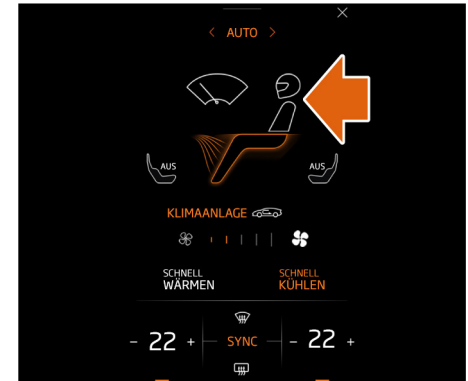 AUTO
AUS
AUS
KLIMAANLAGE
SCHNELL
WÄRMEN
SCHNELL
KÜHLEN
- 22 + SYNC - 22 +